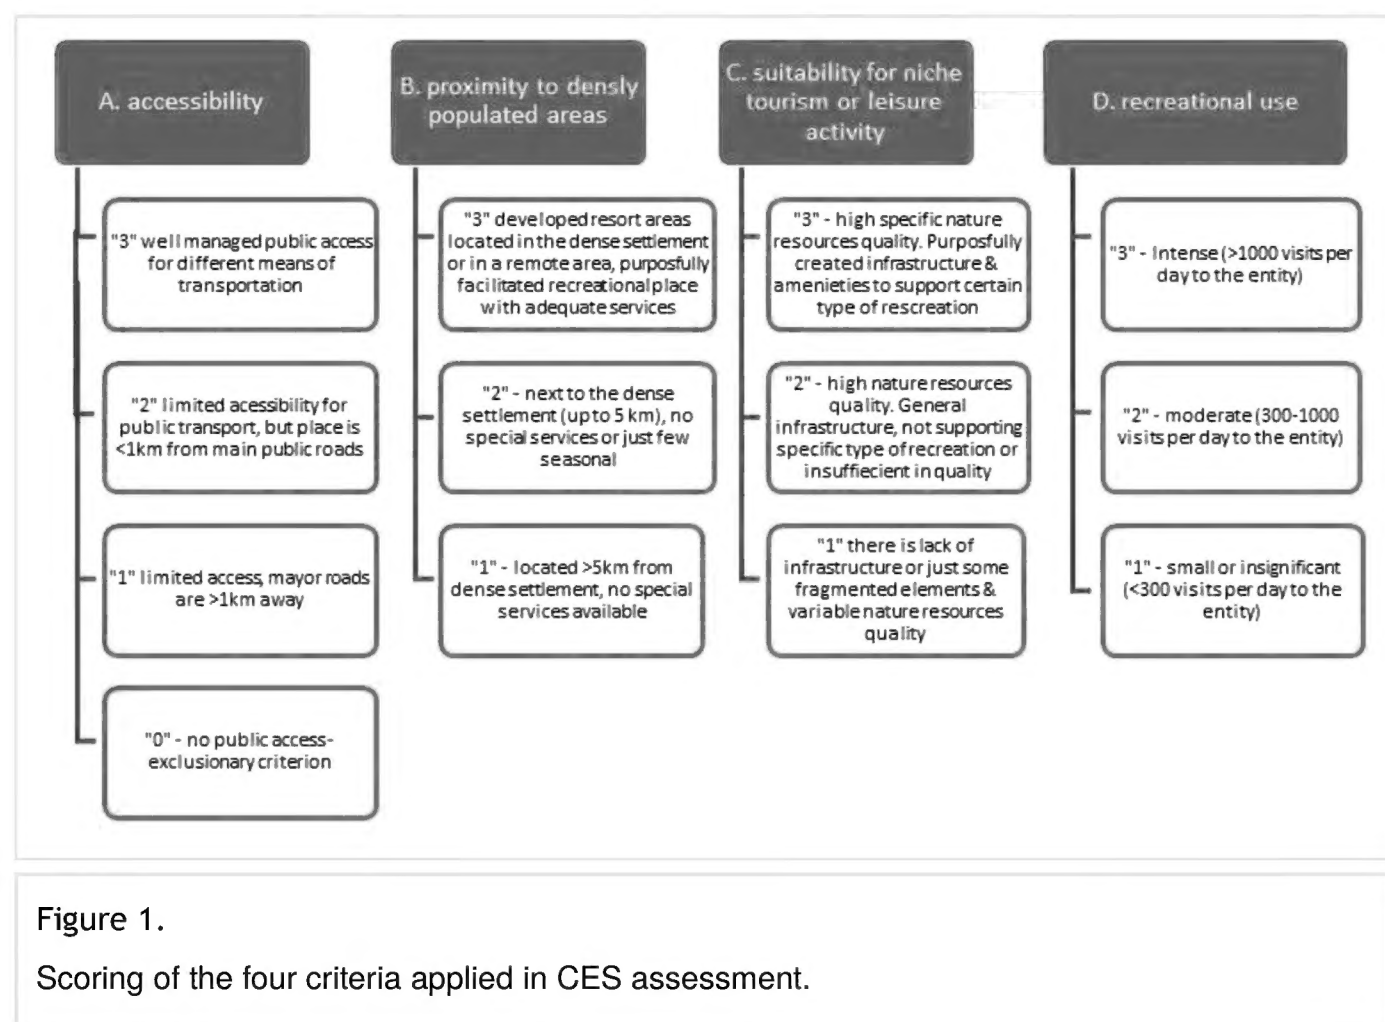 A. accessibility
"3" well managed public access
for different means of
transportation
"2" limited acessibility for
public transport, but place is
<1km from main public roads
"1" limited access, mayor roads
are >1km away
"0" - no public access-
exclusionary criterion
B. proximity to densly
populated areas
"3" developed resort areas
located in the dense settlement
or in a remote area, purposfully
facilitated recreational place
with adequate services
"2" - next to the dense
settlement (up to 5 km), no
special services or just few
seasonal
"1" - located >5km from
dense settlement, no special
services available
C. suitability for niche
tourism or leisure
activity
"3" - high specific nature
resources quality. Purposfully
created infrastructure &
amenieties to support certain
type of rescreation
"2" - high nature resources
quality. General
infrastructure, not supporting
specific type of recreation or
insuffiecient in quality
"1" there is lack of
infrastructure or just some
fragmented elements &
variable nature resources
quality
D. recreational use
"3" - Intense (>1000 visits per
day to the entity)
"2" - moderate (300-1000
visits per day to the entity)
"1" - small or insignificant
(<300 visits per day to the
entity)
Figure 1.
Scoring of the four criteria applied in CES assessment.